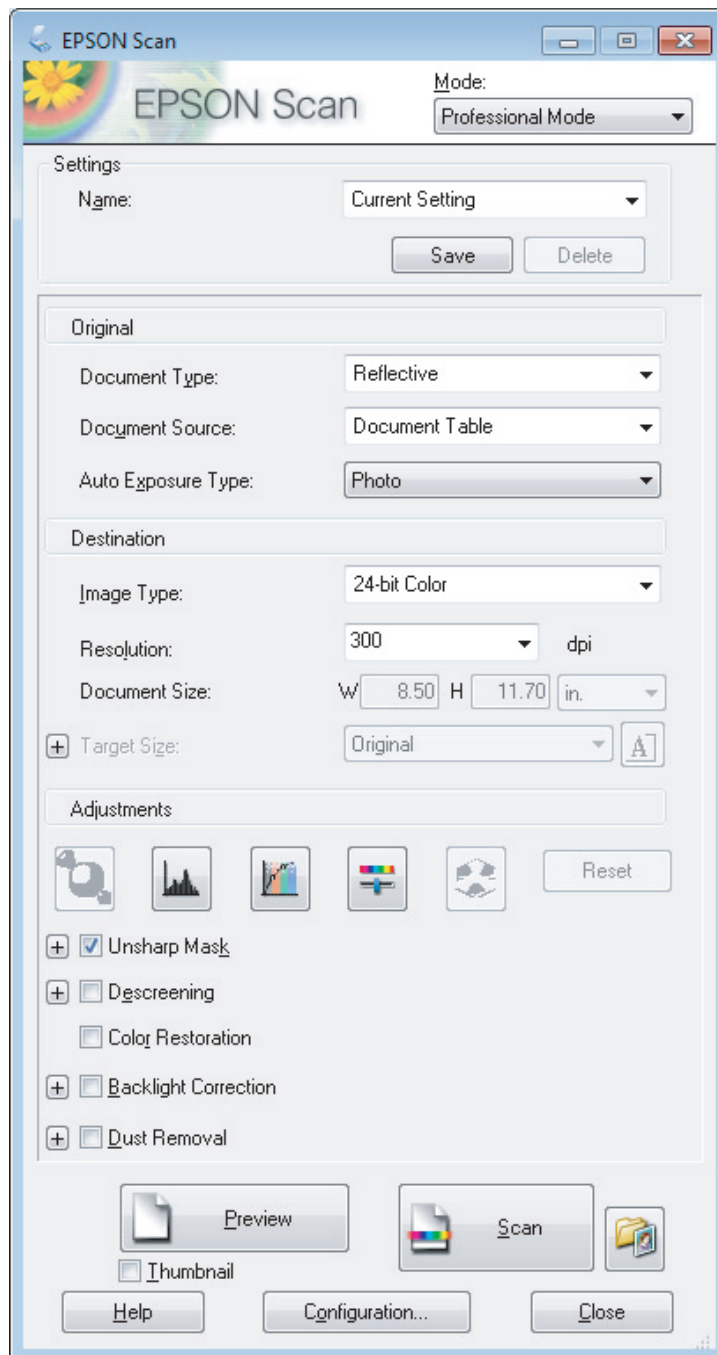 EPSON Scan
EPSON Scan
Mode:
Professional Mode
Settings
Name:
Current Setting
Save
Delete
Original
Document Type:
Reflective
Document Source:
Document Table
Auto Exposure Type:
Photo
Destination
Image Type:
24-bit Color
Resolution:
300
dpi
Document Size:
W
8.50
H
11.70
in.
Target Size:
Original
A
Adjustments
Reset
Unsharp Mask
Descreening
Color Restoration
Backlight Correction
Dust Removal
Preview
Scan
Thumbnail
Help
Configuration...
Close